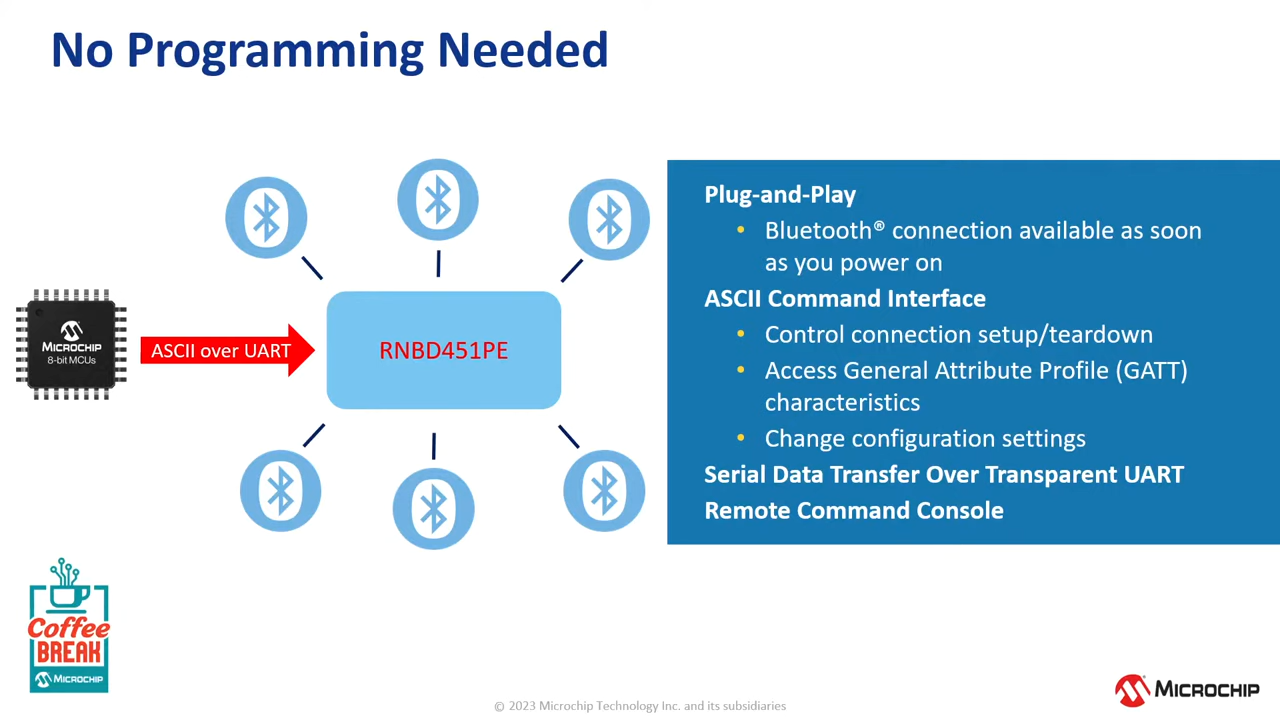 No Programming Needed
MICROCHIP
8-bit MCUs
ASCII over UART
RNBD451PE
Plug-and-Play
• Bluetooth® connection available as soon
as you power on
ASCII Command Interface
• Control connection setup/teardown
• Access General Attribute Profile (GATT)
characteristics
• Change configuration settings
Serial Data Transfer Over Transparent UART
Remote Command Console
Coffee
BREAK
MICROCHIP
© 2023 Microchip Technology Inc. and its subsidiaries
MICROCHIP